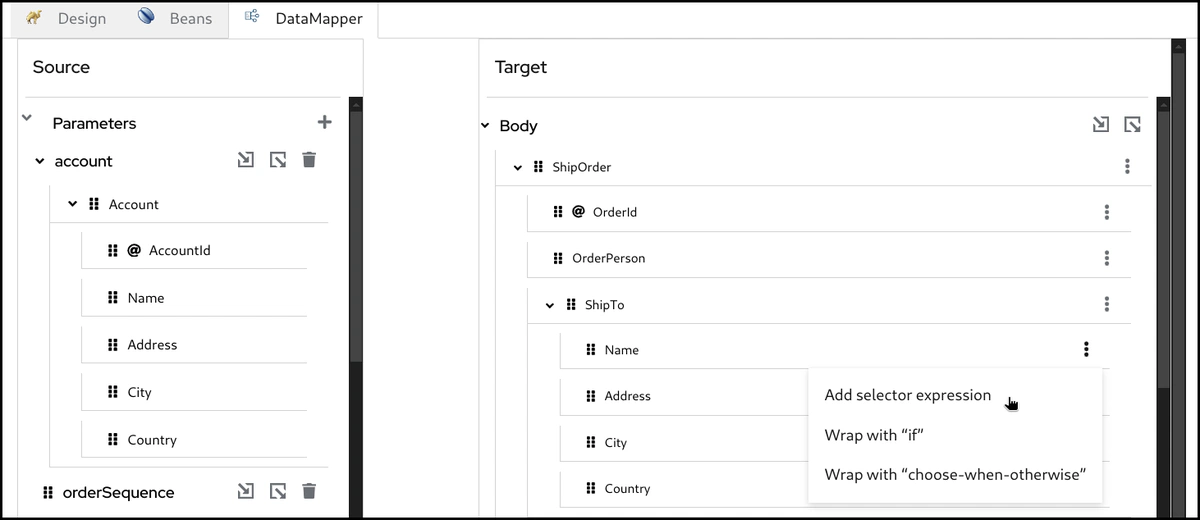 Design Beans DataMapper
Source
Parameters
account
Account
@ AccountId
Name
Address
City
Country
orderSequence
Target
Body
ShipOrder
@ OrderId
OrderPerson
ShipTo
Name
Address
City
Country
Add selector expression
Wrap with “if”
Wrap with “choose-when-otherwise”